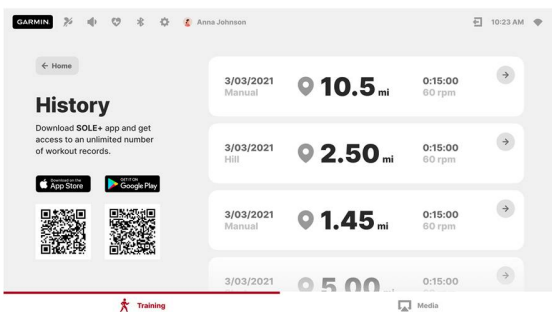 GARMIN.
Anna Johnson
10:23 AM
← Home
History
Download SOLE+ app and get
access to an unlimited number
of workout records.
Download on the
App Store
GET IT ON
Google Play
3/03/2021
Manual
10.5 mi
0:15:00
60 rpm
3/03/2021
Hill
2.50 mi
0:15:00
60 rpm
3/03/2021
Manual
1.45 mi
0:15:00
60 rpm
3/03/2021
5.00
0:15:00
Training
Media